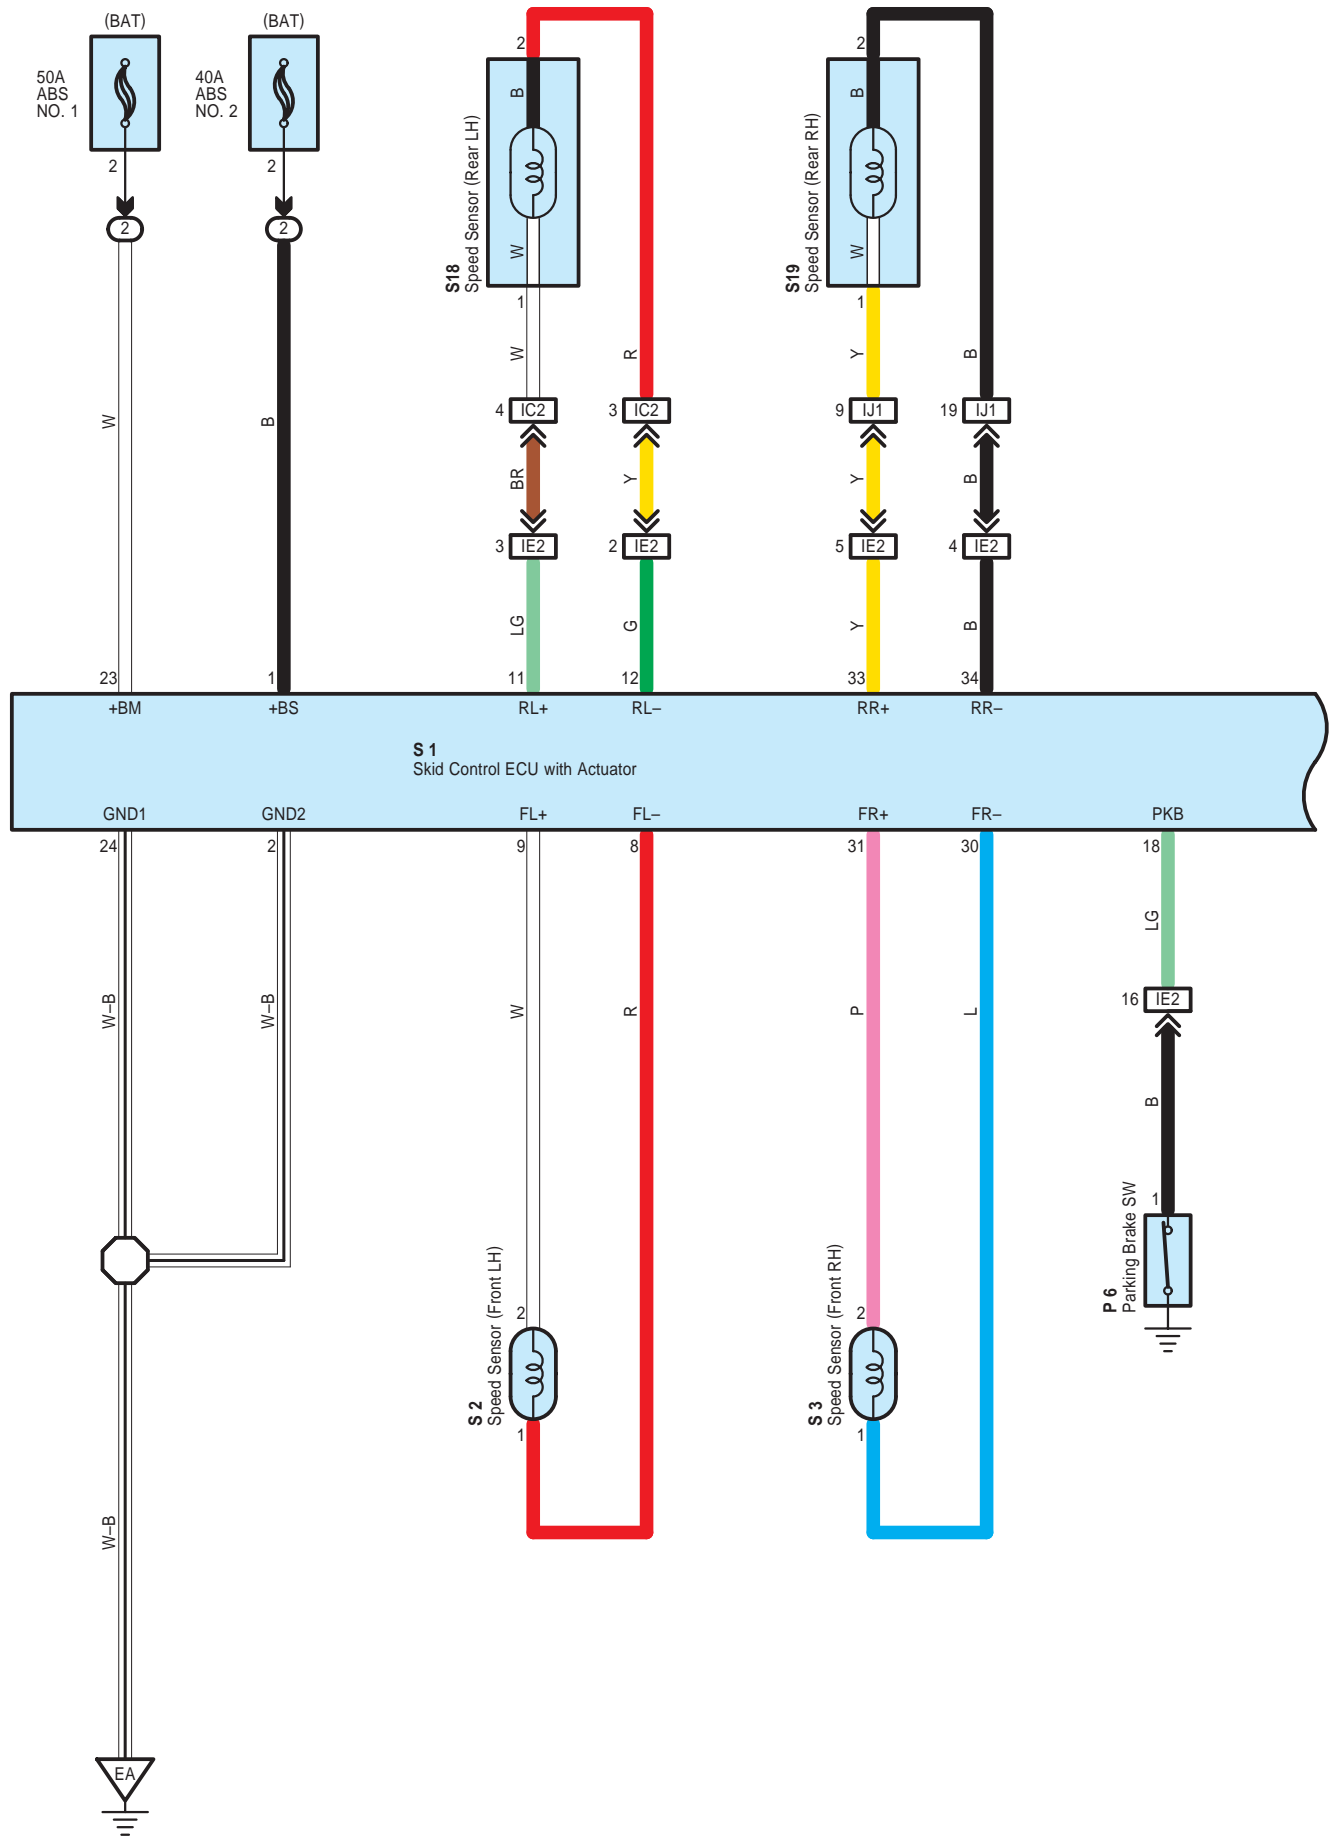 (BAT)
(BAT)
50A
ABS
NO. 1
40A
ABS
NO. 2
2
2
2
2
2
B
W
1
S18
Speed Sensor (Rear LH)
2
B
W
1
S19
Speed Sensor (Rear RH)
W
B
W
R
Y
B
4 IC2
3 IC2
9 IJ1
19 IJ1
BR
Y
Y
B
3 IE2
2 IE2
5 IE2
4 IE2
LG
G
Y
B
23
1
11
12
33
34
+BM
+BS
RL+
RL–
RR+
RR–
S 1
Skid Control ECU with Actuator
GND1
GND2
FL+
FL–
FR+
FR–
PKB
24
2
9
8
31
30
18
LG
W–B
W–B
W
R
P
L
16 IE2
B
1
P 6
Parking Brake SW
2
S 2
Speed Sensor (Front LH)
1
2
S 3
Speed Sensor (Front RH)
1
W–B
EA